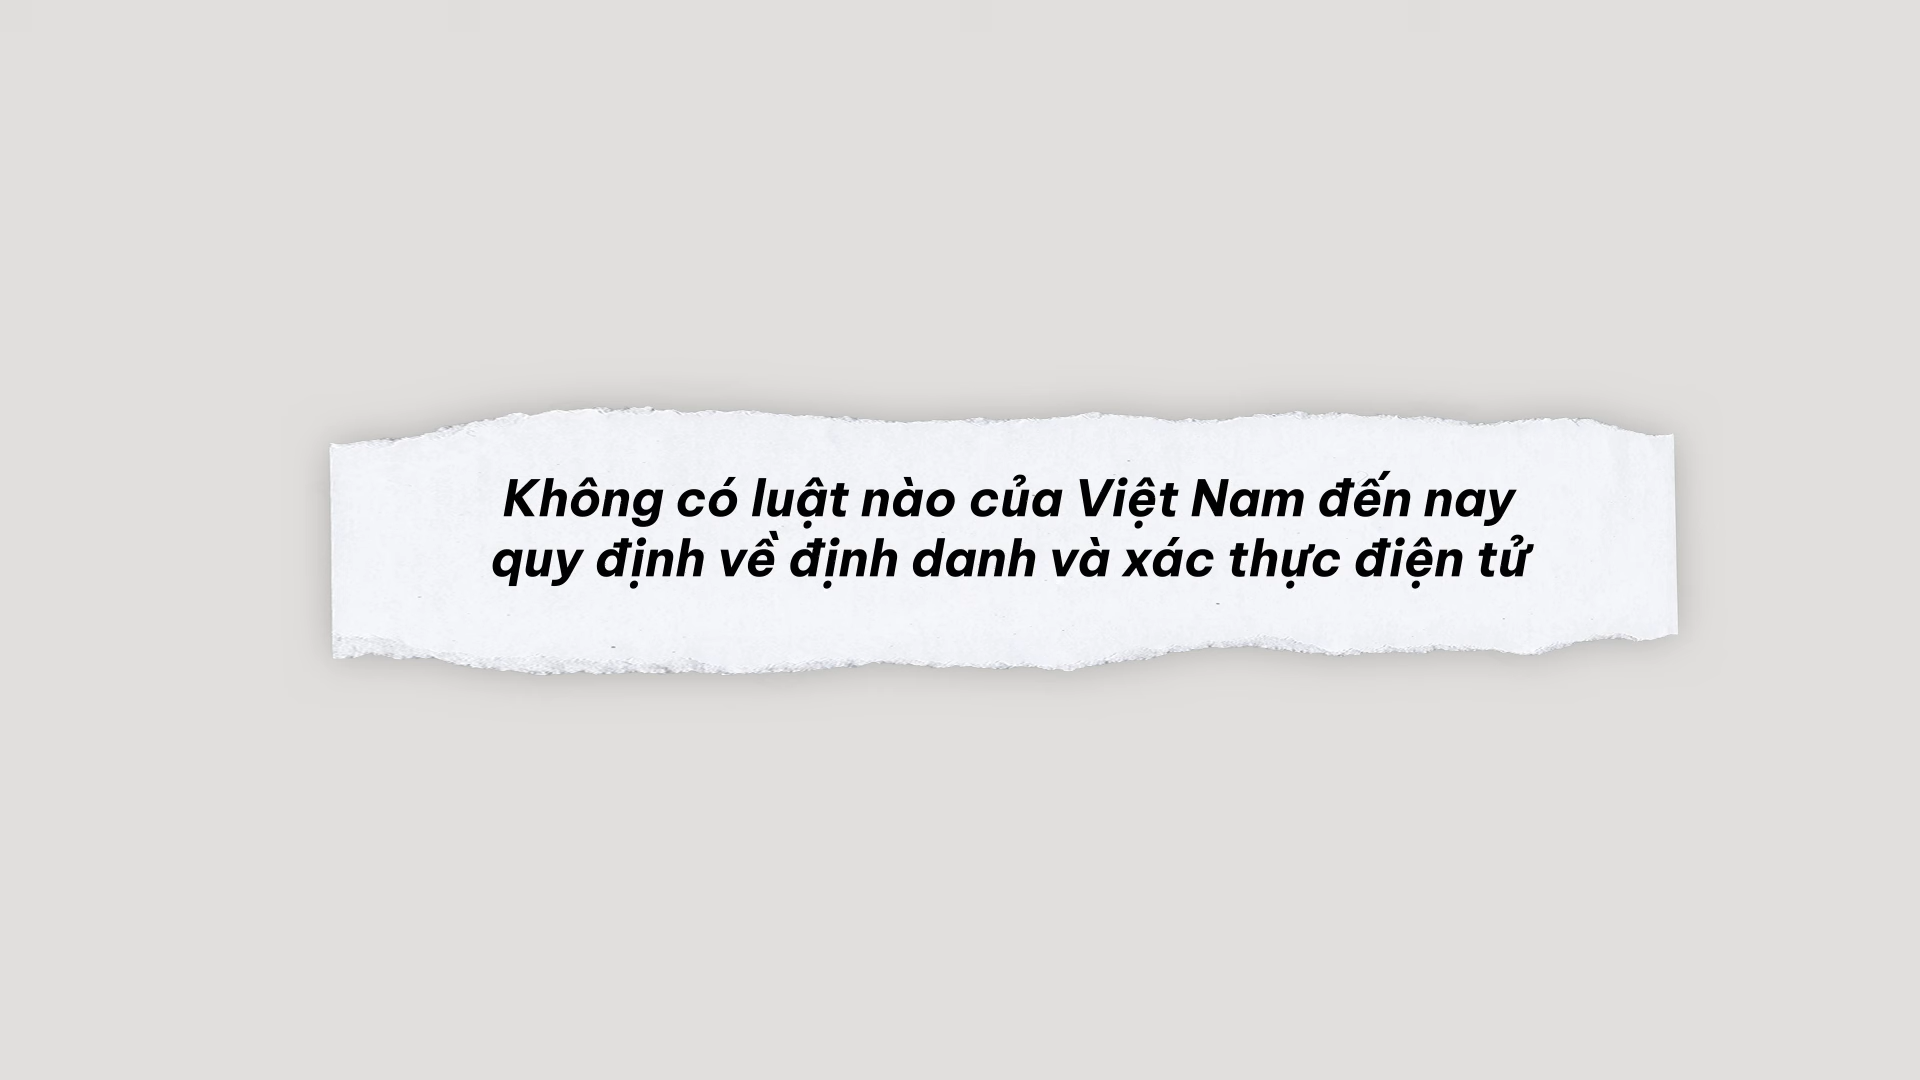 Không có luật nào của Việt Nam đến nay
quy định về định danh và xác thực điện tử